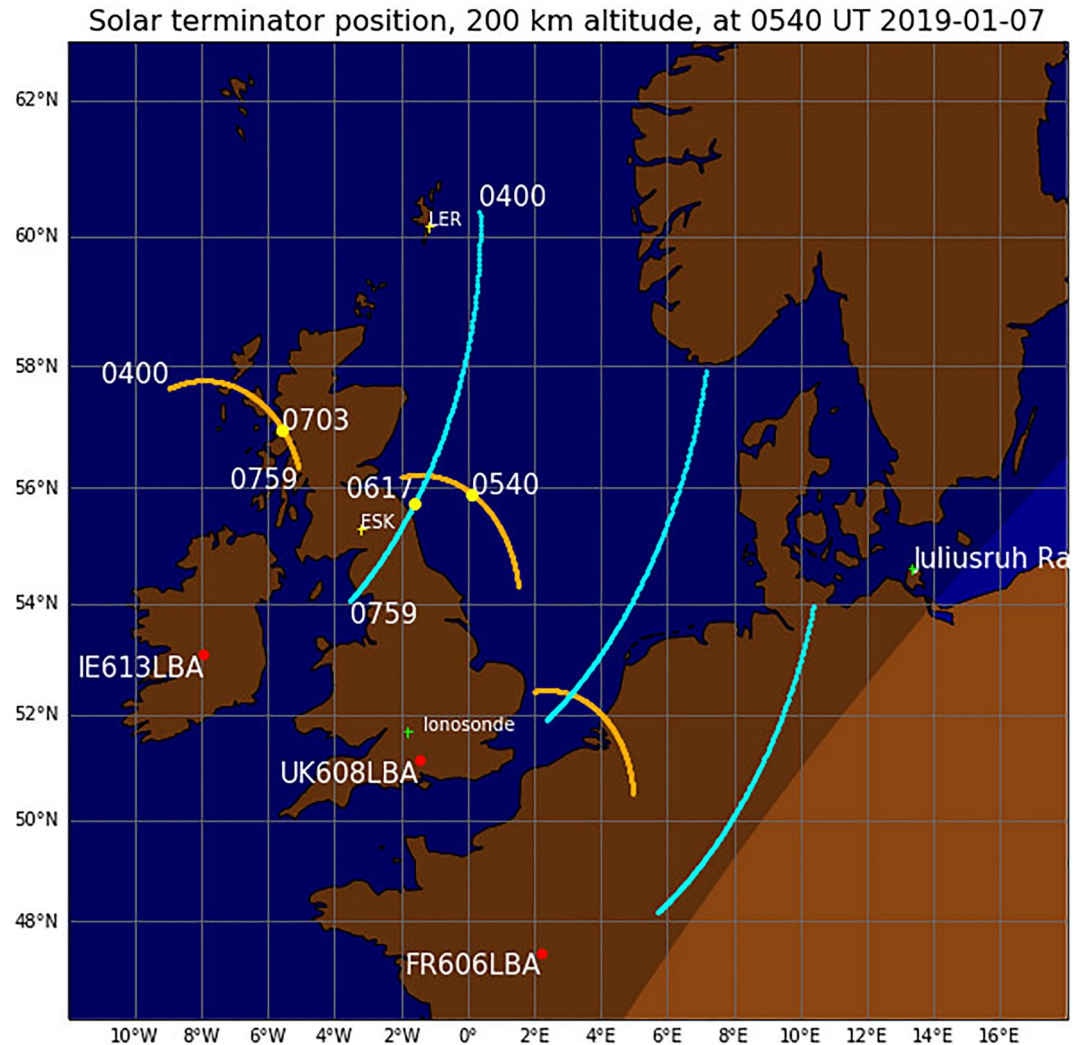 Solar terminator position, 200 km altitude, at 0540 UT 2019-01-07
62°N
0400
LER
60°N
58°N
0400
0703
0759
56°N
0617
0540
ESK
Juliusruh Ra
54°N
0759
IE613LBA
52°N
Ionosonde
UK608LBA
50°N
48°N
FR606LBA
10°W 8°W 6°W 4°W 2°W 0° 2°E 4°E 6°E 8°E 10°E 12°E 14°E 16°E